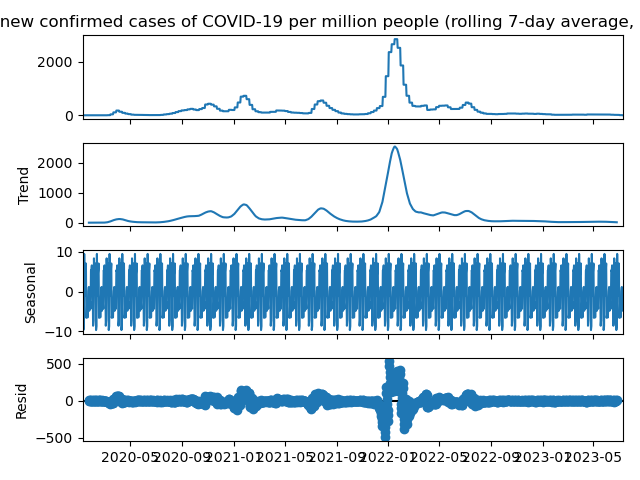 new confirmed cases of COVID-19 per million people (rolling 7-day average,
2000
0
Trend
2000
1000
0
Seasonal
10
0
−10
Resid
500
0
−500
2020-05 2020-09 2021-01 2021-05 2021-09 2022-01 2022-05 2022-09 2023-01 2023-05